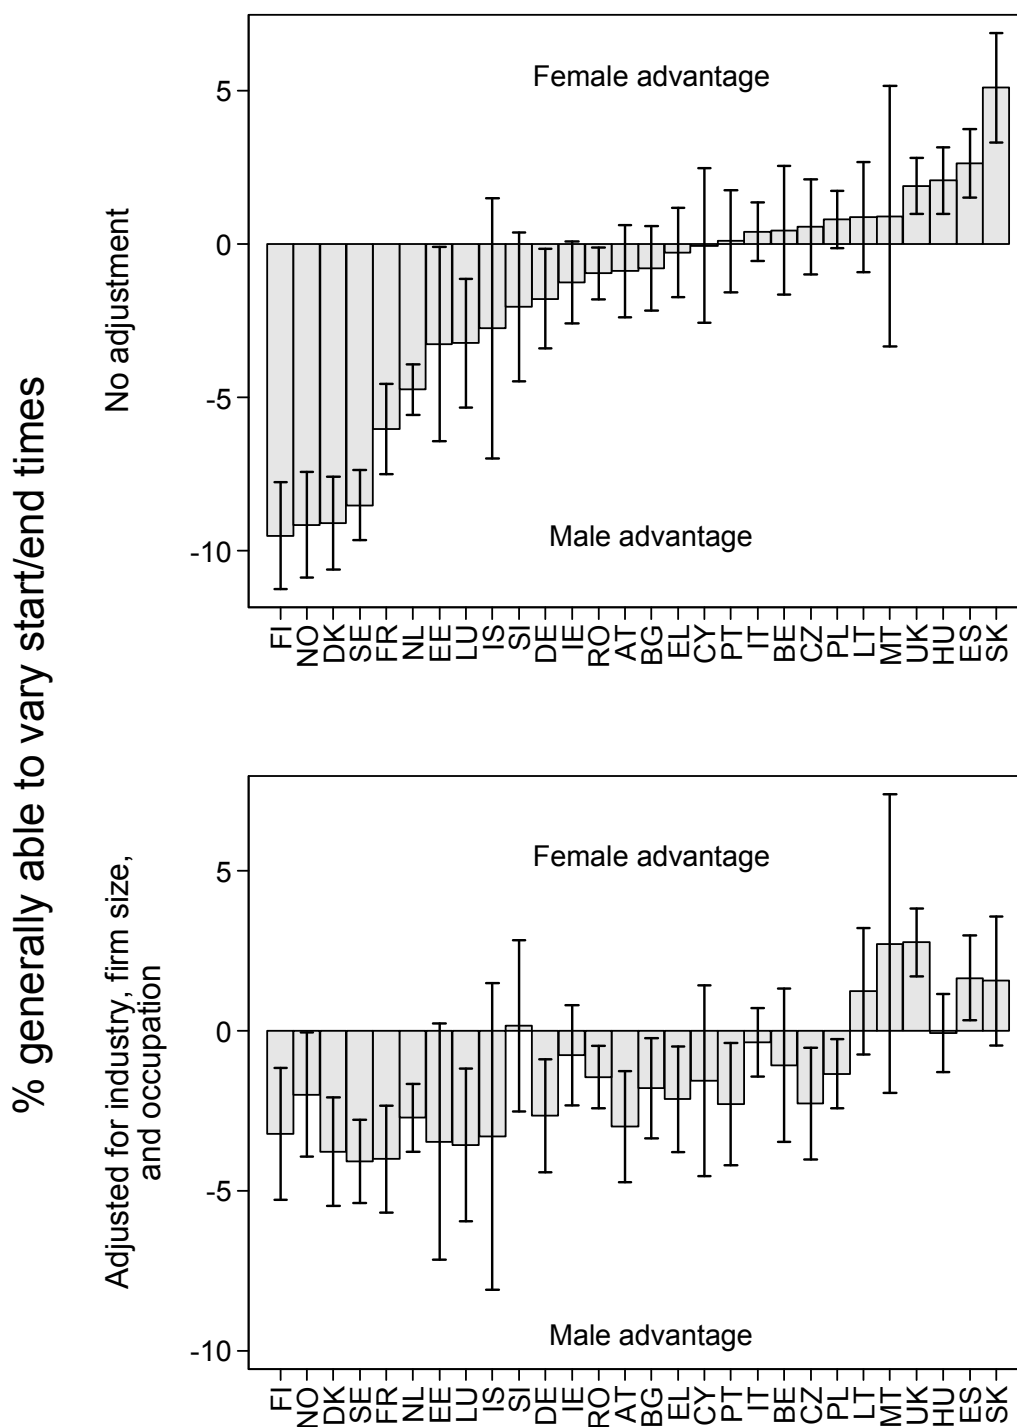 % generally able to vary start/end times
No adjustment
5
0
-5
-10
Female advantage
Male advantage
FI NO DK SE FR NL EE LU IS SI DE IE RO AT BG EL CY PT IT BE CZ PL LT MT UK HU ES SK
Adjusted for industry, firm size,
and occupation
5
0
-5
-10
Female advantage
Male advantage
FI NO DK SE FR NL EE LU IS SI DE IE RO AT BG EL CY PT IT BE CZ PL LT MT UK HU ES SK